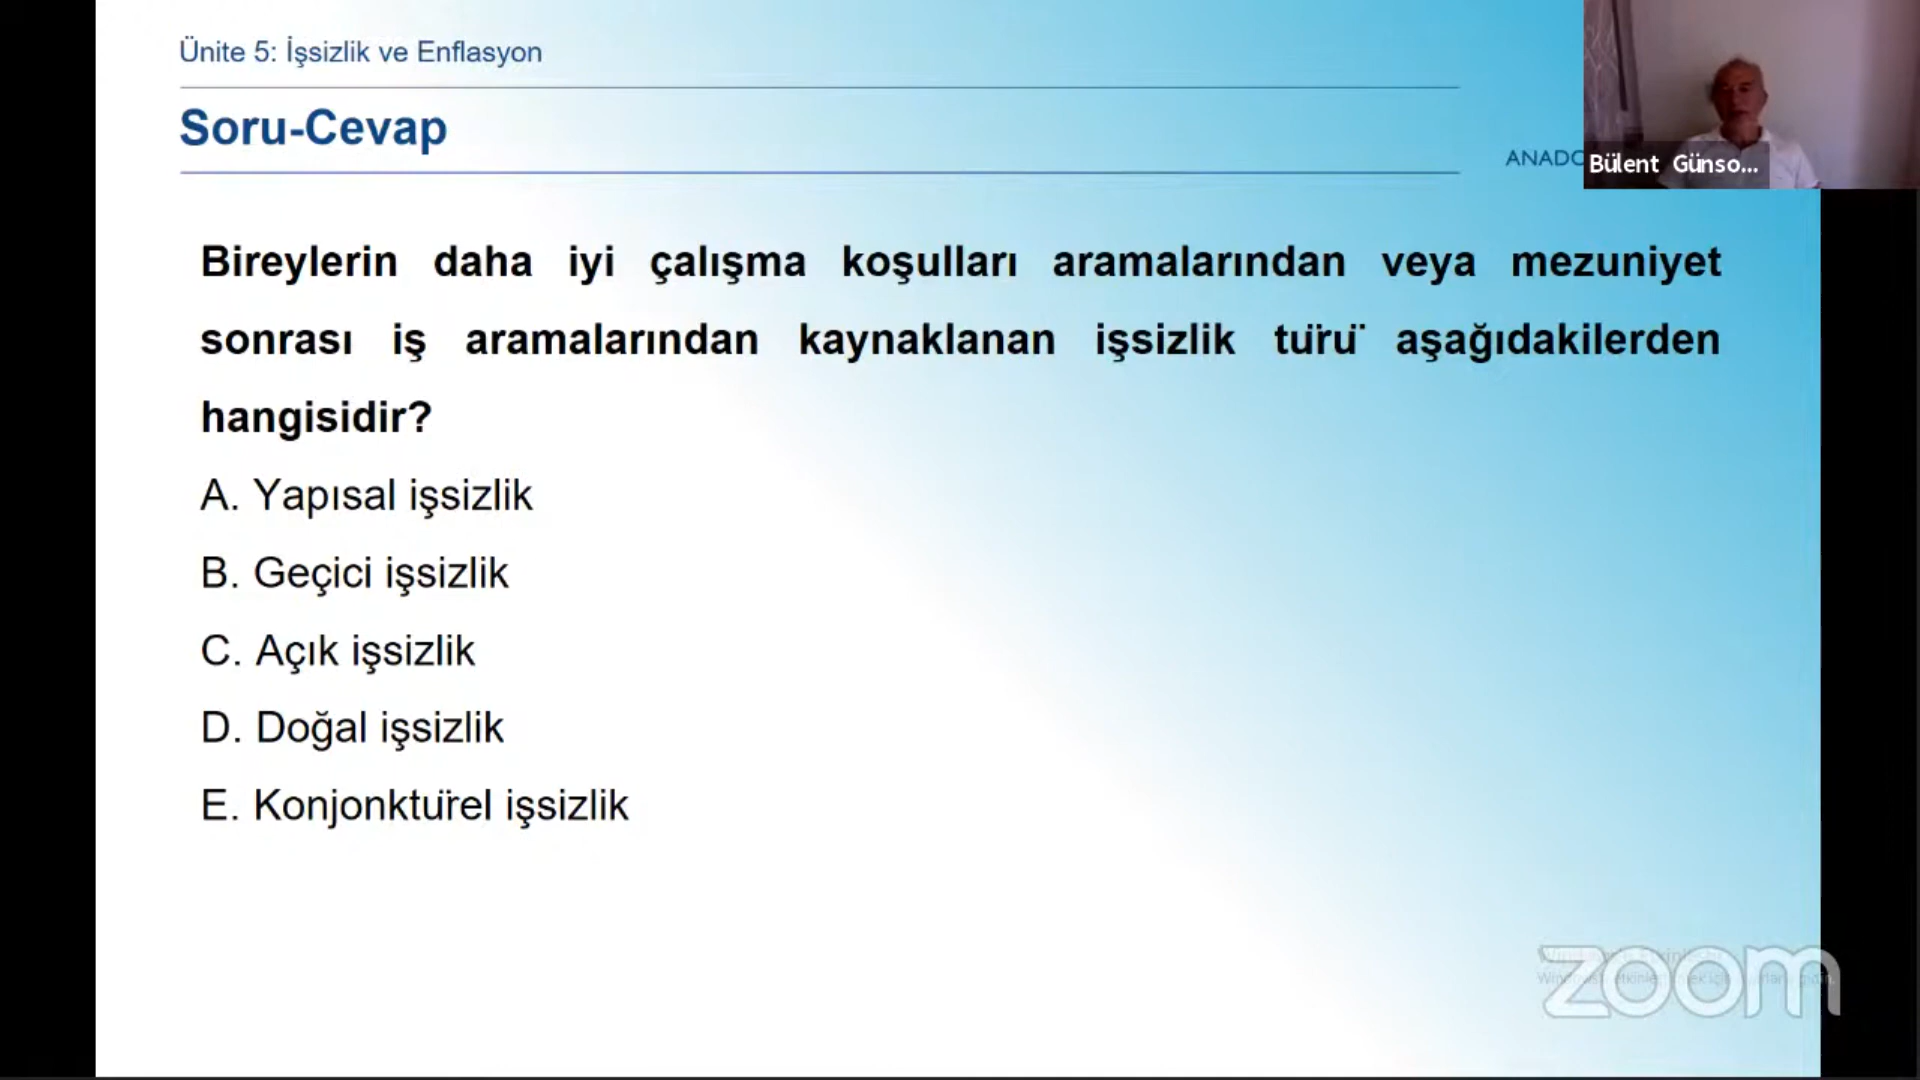 Ünite 5: İşsizlik ve Enflasyon
Soru-Cevap
ANADO
Bülent Günso...
Bireylerin daha iyi çalışma koşulları aramalarından veya mezuniyet
sonrası iş aramalarından kaynaklanan işsizlik türü aşağıdakilerden
hangisidir?
A. Yapısal işsizlik
B. Geçici işsizlik
C. Açık işsizlik
D. Doğal işsizlik
E. Konjonktürel işsizlik
zoom